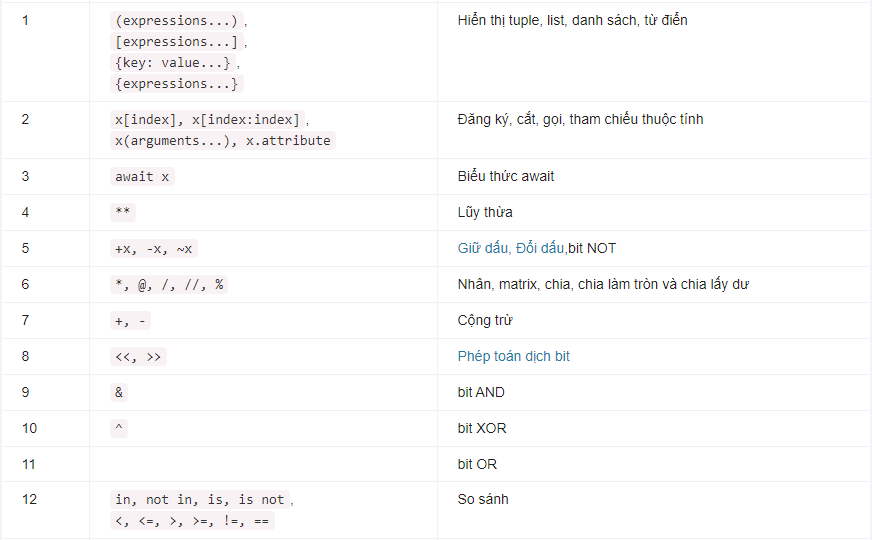 1 (expressions...), Hiển thị tuple, list, danh sách, từ điển
[expressions...],
{key: value...},
{expressions...}
2 x[index], x[index:index], Đăng ký, cắt, gọi, tham chiếu thuộc tính
x(arguments...), x.attribute
3 await x Biểu thức await
4 ** Lũy thừa
5 +x, -x, ~x Giữ dấu, Đổi dấu,bit NOT
6 *, @, /, //, % Nhân, matrix, chia, chia làm tròn và chia lấy dư
7 +, - Cộng trừ
8 <<, >> Phép toán dịch bit
9 & bit AND
10 ^ bit XOR
11 bit OR
12 in, not in, is, is not, So sánh
<, <=, >, >=, !=, ==